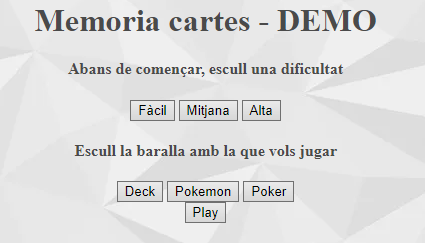 Memoria cartes - DEMO
Abans de començar, escull una dificultat
Fàcil Mitjana Alta
Escull la baralla amb la que vols jugar
Deck Pokemon Poker
Play